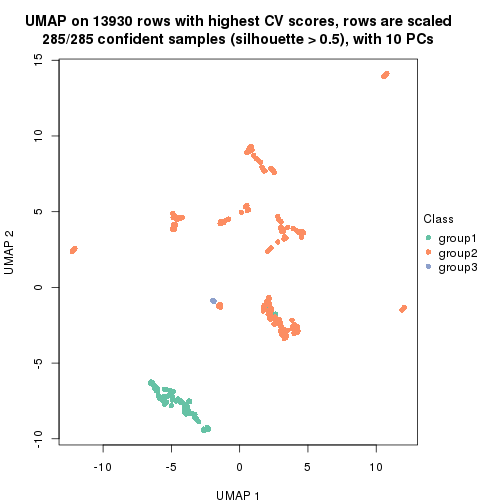 UMAP on 13930 rows with highest CV scores, rows are scaled
285/285 confident samples (silhouette > 0.5), with 10 PCs
15
10
5
0
-5
-10
UMAP 2
-10
-5
0
5
10
UMAP 1
Class
group1
group2
group3